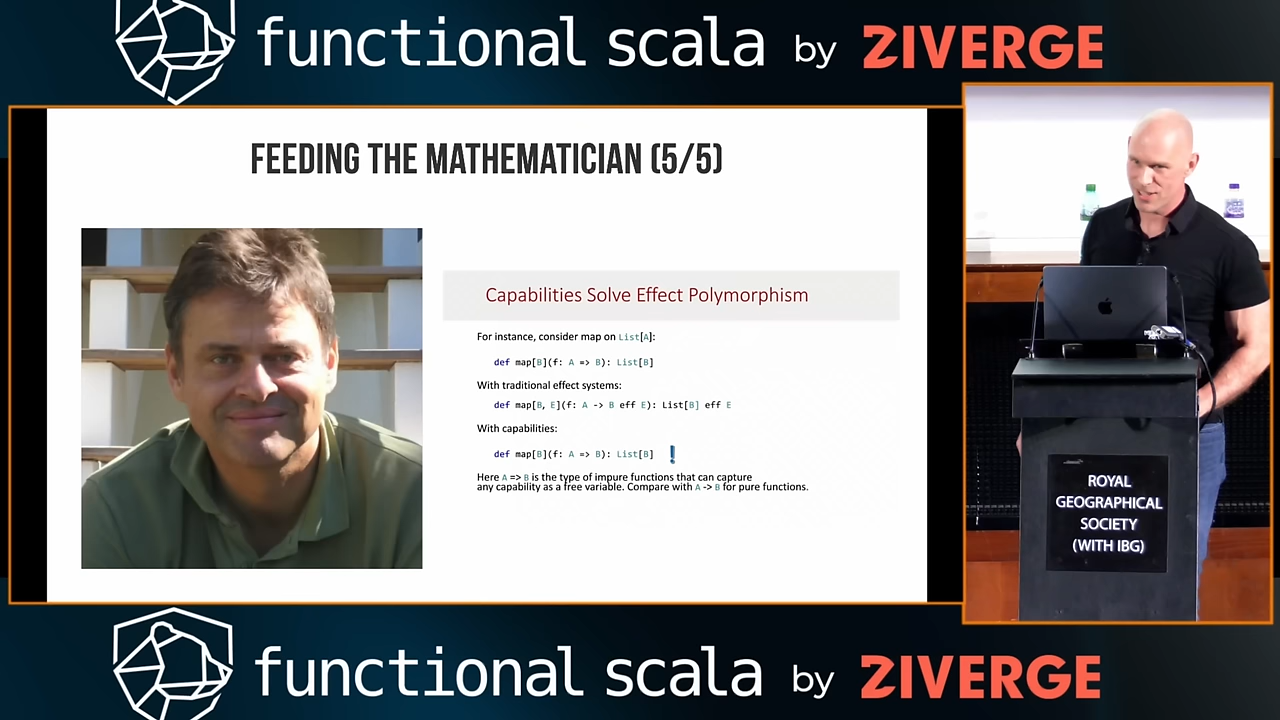 functional scala by ZIVERGE
FEEDING THE MATHEMATICIAN (5/5)
Capabilities Solve Effect Polymorphism
For instance, consider map on List[A]:
def map[B](f: A => B): List[B]
With traditional effect systems:
def map[B, E](f: A -> B eff E): List[B] eff E
With capabilities:
def map[B](f: A => B): List[B] !
Here A => B is the type of impure functions that can capture
any capability as a free variable. Compare with A -> B for pure functions.
ROYAL
GEOGRAPHICAL
SOCIETY
(WITH IBG)
functional scala by ZIVERGE